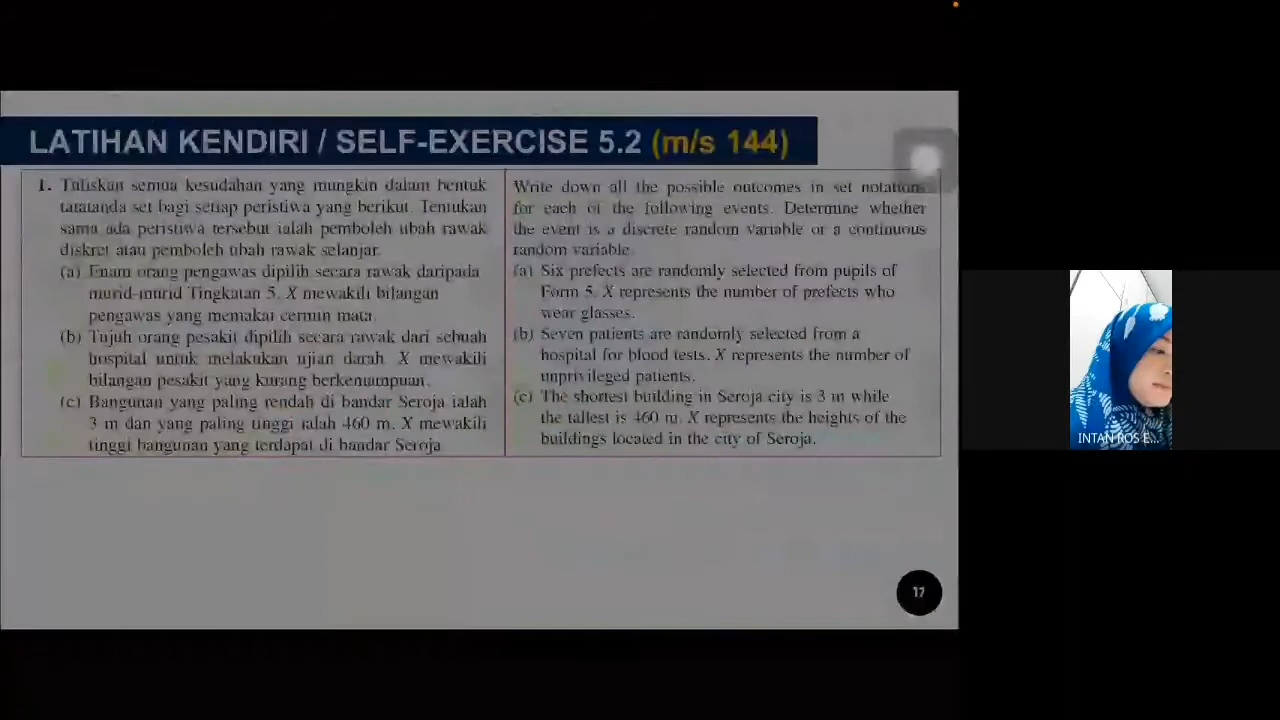 LATIHAN KENDIRI / SELF-EXERCISE 5.2 (m/s 144)
1. Tuliskan semua kesudahan yang mungkin dalam bentuk
tatatanda set bagi setiap peristiwa yang berikut. Tentukan
sama ada peristiwa tersebut ialah pemboleh ubah rawak
diskret atau pemboleh ubah rawak selanjar.
(a) Enam orang pengawas dipilih secara rawak daripada
murid-murid Tingkatan 5. X mewakili bilangan
pengawas yang memakai cermin mata.
(b) Tujuh orang pesakit dipilih secara rawak dari sebuah
hospital untuk melakukan ujian darah. X mewakili
bilangan pesakit yang kurang berkemampuan.
(c) Bangunan yang paling rendah di bandar Seroja ialah
3 m dan yang paling tinggi ialah 460 m. X mewakili
tinggi bangunan yang terdapat di bandar Seroja.
Write down all the possible outcomes in set notations
for each of the following events. Determine whether
the event is a discrete random variable or a continuous
random variable.
(a) Six prefects are randomly selected from pupils of
Form 5. X represents the number of prefects who
wear glasses.
(b) Seven patients are randomly selected from a
hospital for blood tests. X represents the number of
unprivileged patients.
(c) The shortest building in Seroja city is 3 m while
the tallest is 460 m. X represents the heights of the
buildings located in the city of Seroja.
17
INTAN ROS E...